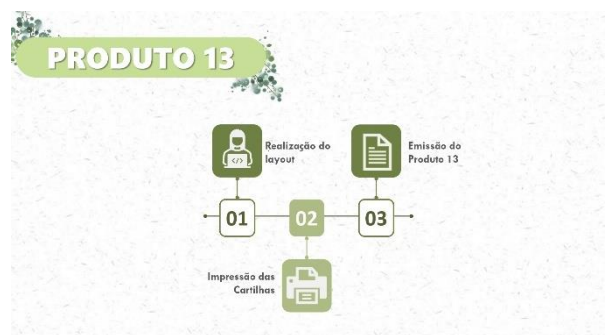 PRODUTO 13
Realização do
layout
Emissão do
Produto 13
01
02
03
Impressão das
Cartilhas